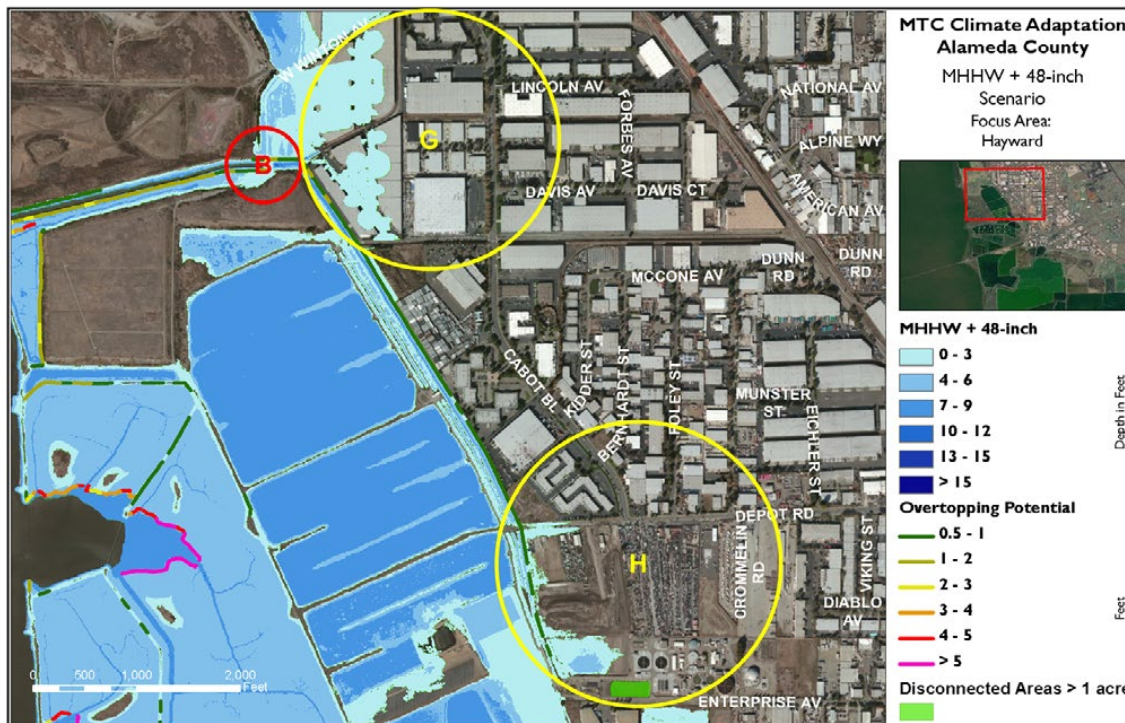 W WINTON AV
LINCOLN AV
FORBES AV
NATIONAL AV
ALPINE WY
AMERICAN AV
G
B
DAVIS AV
DAVIS CT
MCCONE AV
DUNN RD
DUNN RD
CABOT BL
KIDDER ST
BERNHARDT ST
FOLEY ST
MUNSTER ST
EICHLER ST
DEPOT RD
H
CROMMELIN RD
VIKING ST
DIABLO AV
ENTERPRISE AV
0 500 1,000 2,000
Feet
MTC Climate Adaptation
Alameda County
MHHW + 48-inch
Scenario
Focus Area:
Hayward
MHHW + 48-inch
0 - 3
4 - 6
7 - 9
10 - 12
13 - 15
> 15
Depth in Feet
Overtopping Potential
0.5 - 1
1 - 2
2 - 3
3 - 4
4 - 5
> 5
Feet
Disconnected Areas > 1 acre